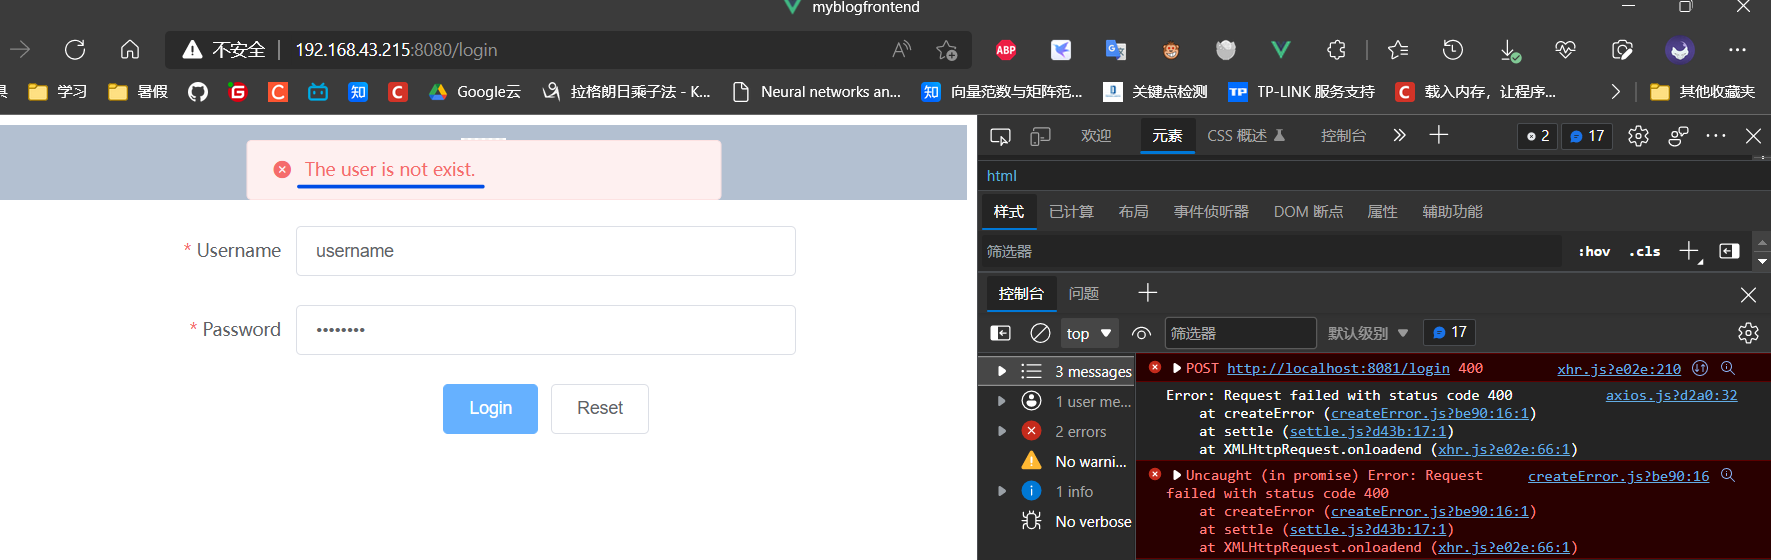 myblogfrontend
不安全 192.168.43.215:8080/login
ABP
学习 暑假 G C 知 C Google云 拉格朗日乘子法 - K... Neural networks an... 知 向量范数与矩阵范... 关键点检测 TP TP-LINK 服务支持 C 载入内存，让程序... 其他收藏夹
The user is not exist.
* Username username
* Password ••••••••
Login Reset
欢迎 元素 CSS 概述 控制台 2 17
html
样式 已计算 布局 事件侦听器 DOM 断点 属性 辅助功能
筛选器 :hov .cls
控制台 问题
top 筛选器 默认级别 17
3 messages
1 user me...
2 errors
No warni...
1 info
No verbose
POST http://localhost:8081/login 400 xhr.js?e02e:210
Error: Request failed with status code 400 axios.js?d2a0:32
at createError (createError.js?be90:16:1)
at settle (settle.js?d43b:17:1)
at XMLHttpRequest.onloadend (xhr.js?e02e:66:1)
Uncaught (in promise) Error: Request createError.js?be90:16
failed with status code 400
at createError (createError.js?be90:16:1)
at settle (settle.js?d43b:17:1)
at XMLHttpRequest.onloadend (xhr.js?e02e:66:1)